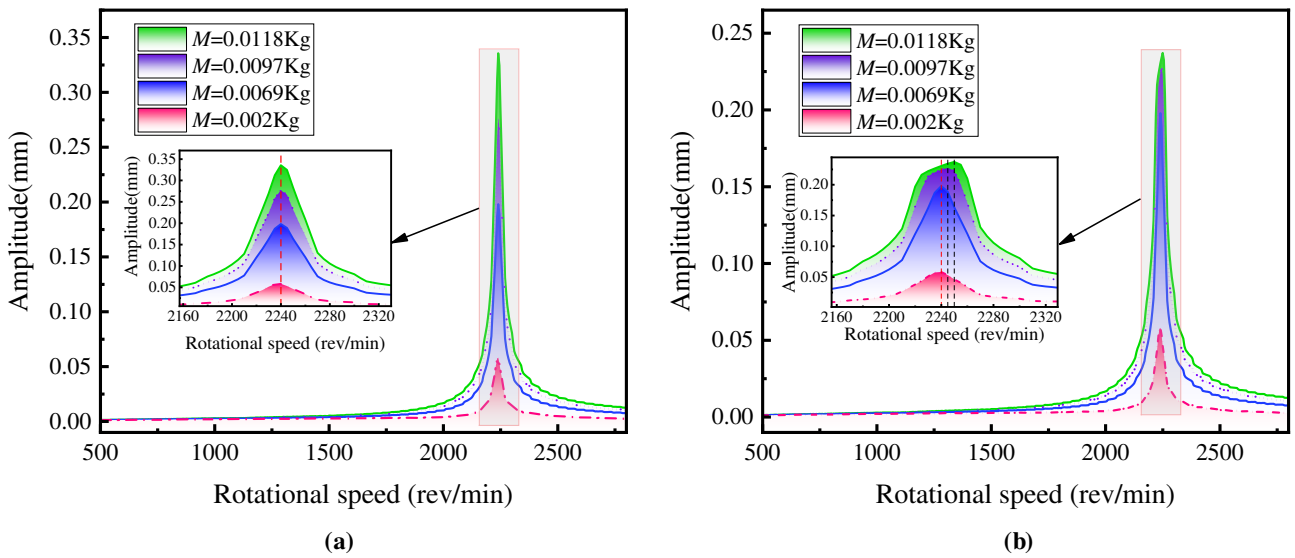 0.35
0.30
0.25
0.20
0.15
0.10
0.05
0.00
Amplitude(mm)
M=0.0118Kg
M=0.0097Kg
M=0.0069Kg
M=0.002Kg
0.35
0.30
0.25
0.20
0.15
0.10
0.05
Amplitude(mm)
2160 2200 2240 2280 2320
Rotational speed (rev/min)
500 1000 1500 2000 2500
Rotational speed (rev/min)
(a)
0.25
0.20
0.15
0.10
0.05
0.00
Amplitude(mm)
M=0.0118Kg
M=0.0097Kg
M=0.0069Kg
M=0.002Kg
0.20
0.15
0.10
0.05
Amplitude(mm)
2160 2200 2240 2280 2320
Rotational speed (rev/min)
500 1000 1500 2000 2500
Rotational speed (rev/min)
(b)